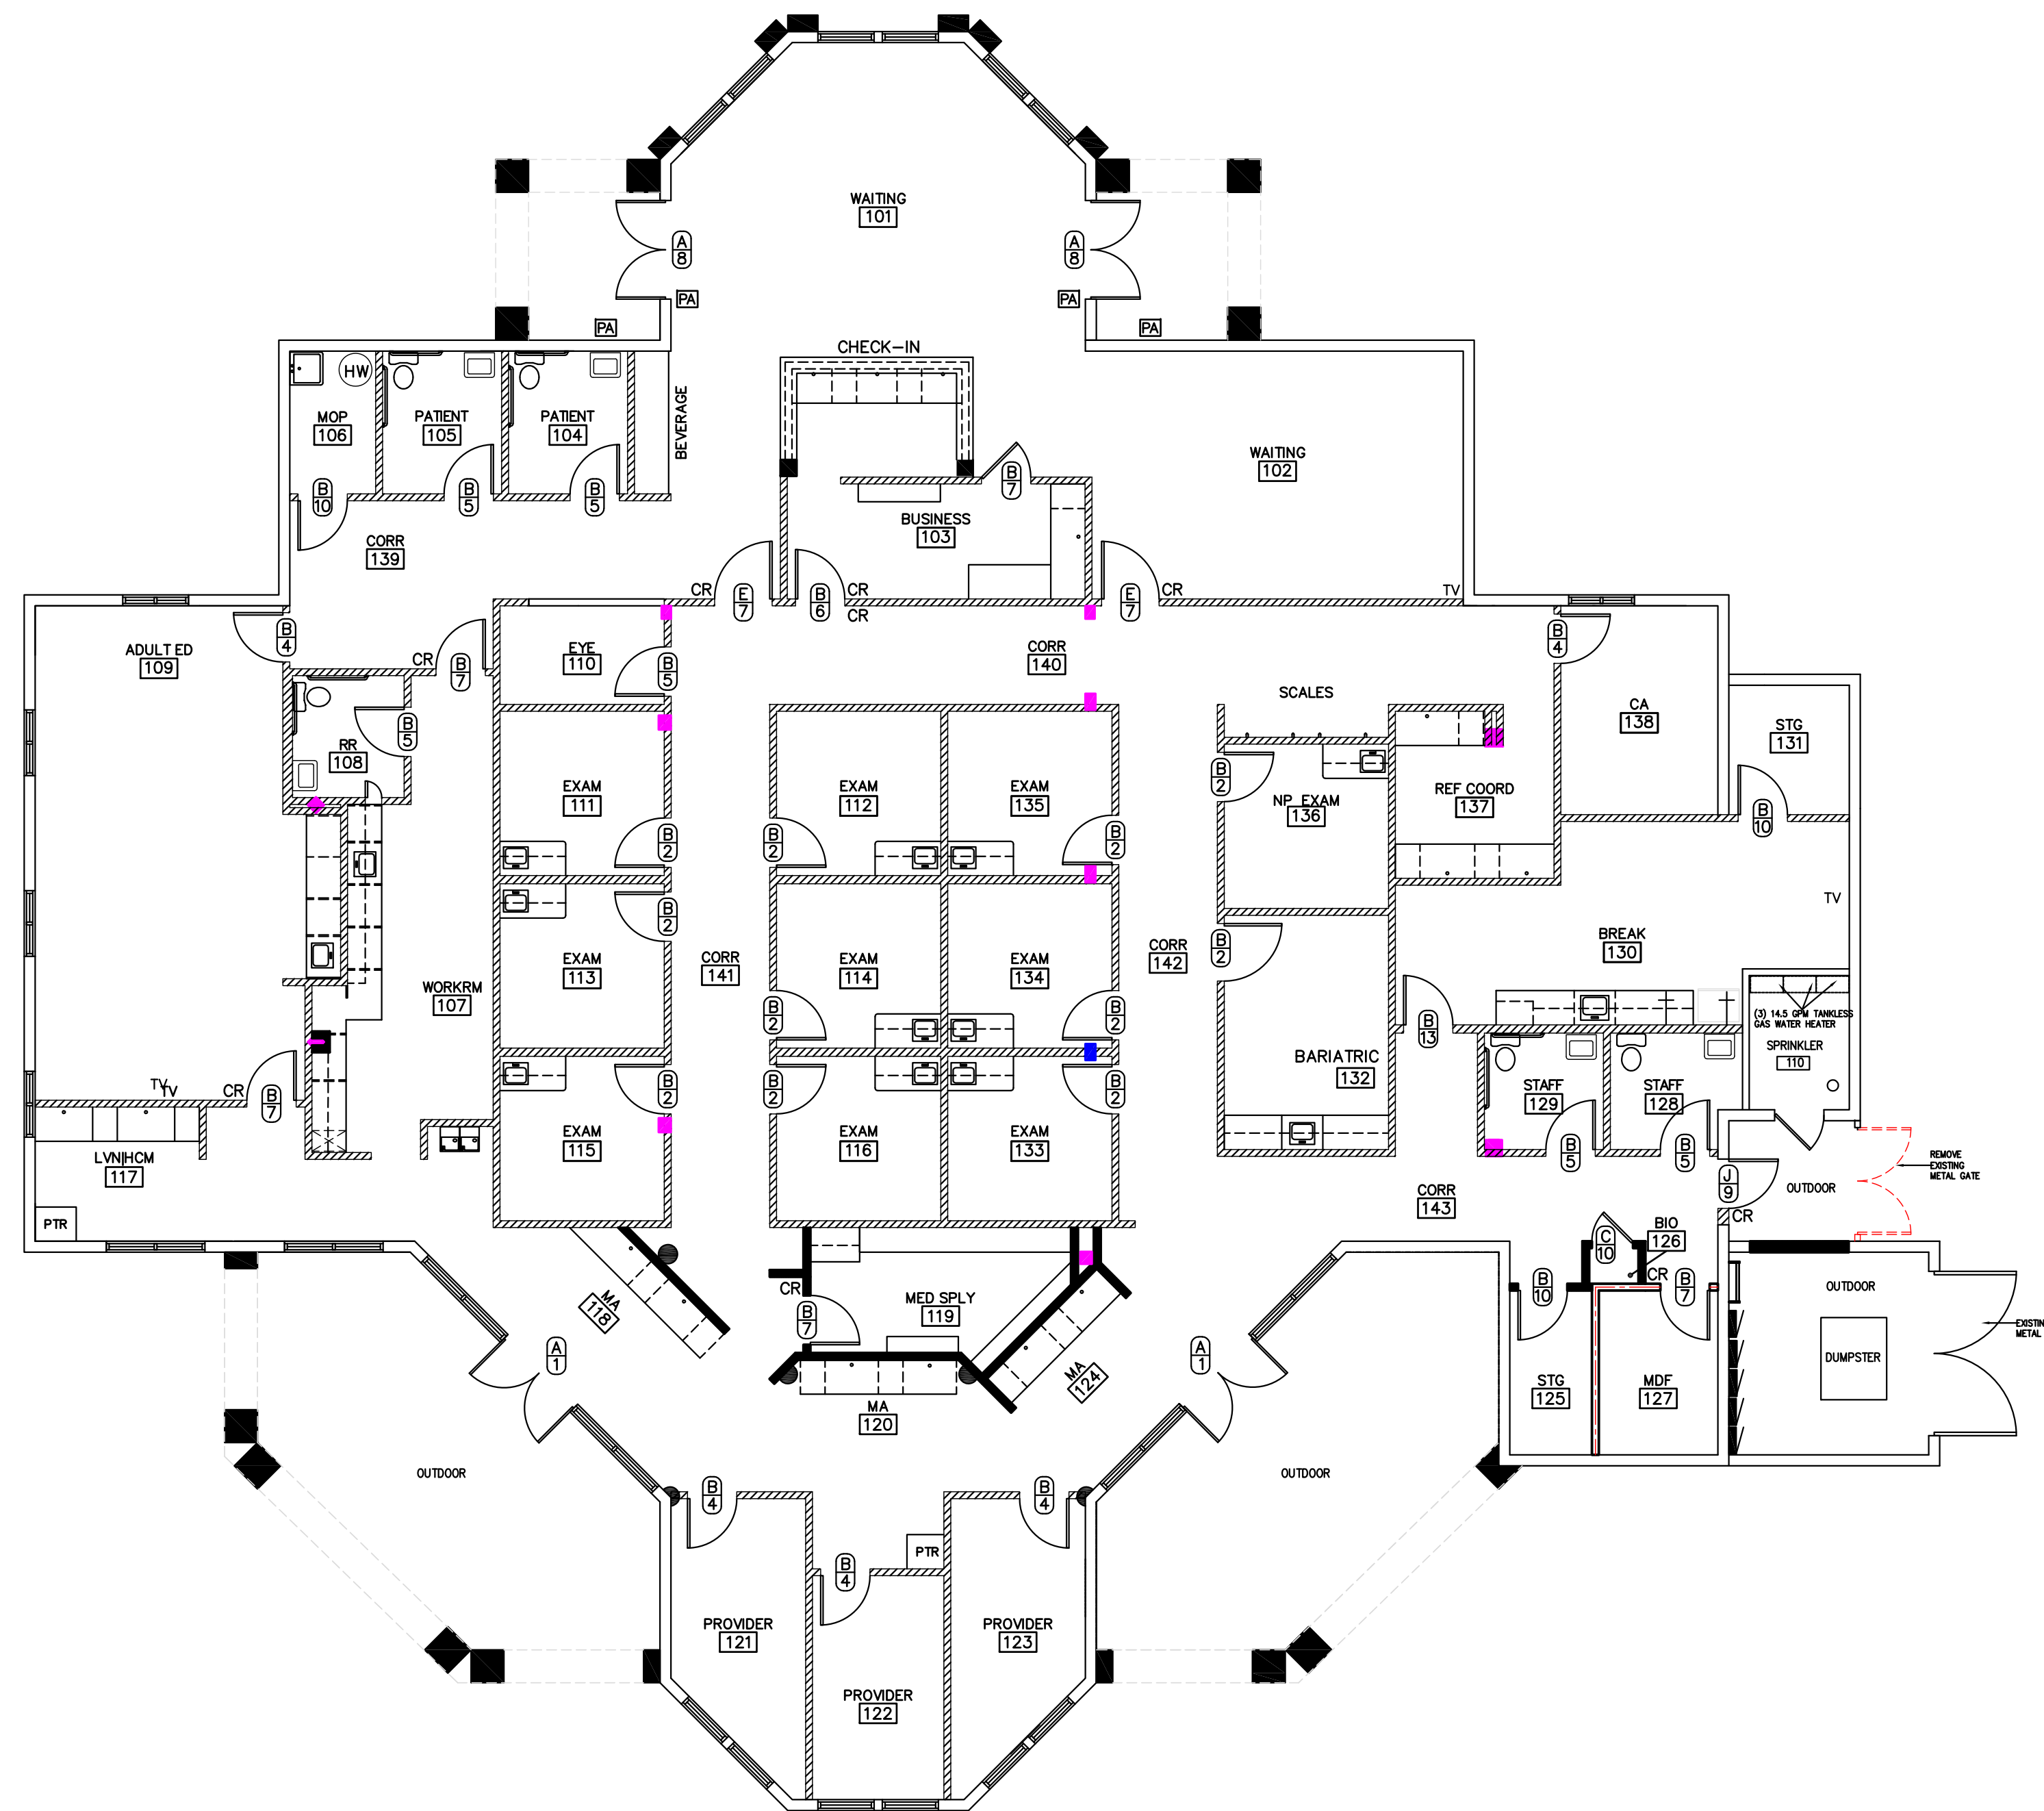 WAITING
101
A
8
A
8
PA
PA
PA
PA
CHECK-IN
HW
MOP
106
PATIENT
105
PATIENT
104
BEVERAGE
B
10
B
5
B
5
WAITING
102
B
7
BUSINESS
103
CORR
139
CR
E
7
B
6
CR
CR
E
7
CR
TV
ADULT ED
109
B
4
CR
B
7
EYE
110
B
5
CORR
140
B
4
SCALES
CA
138
STG
131
RR
108
B
5
EXAM
111
B
2
EXAM
112
B
2
EXAM
135
B
2
B
2
NP EXAM
136
REF COORD
137
B
10
TV
WORKRM
107
EXAM
113
B
2
CORR
141
EXAM
114
B
2
EXAM
134
B
2
CORR
142
B
2
BREAK
130
B
13
(3) 14.5 GPM TANKLESS
GAS WATER HEATER
SPRINKLER
110
BARIATRIC
132
TV
TV
CR
B
7
EXAM
115
B
2
B
2
EXAM
116
EXAM
133
B
2
STAFF
129
STAFF
128
B
5
B
5
LVN|HCM
117
PTR
CORR
143
J
9
CR
OUTDOOR
REMOVE
EXISTING
METAL GATE
BIO
126
C
10
CR
B
10
B
7
MA
118
CR
B
7
MED SPLY
119
MA
124
MA
120
A
1
A
1
STG
125
MDF
127
OUTDOOR
DUMPSTER
EXISTIN
METAL
OUTDOOR
OUTDOOR
B
4
B
4
B
4
PTR
PROVIDER
121
PROVIDER
123
PROVIDER
122